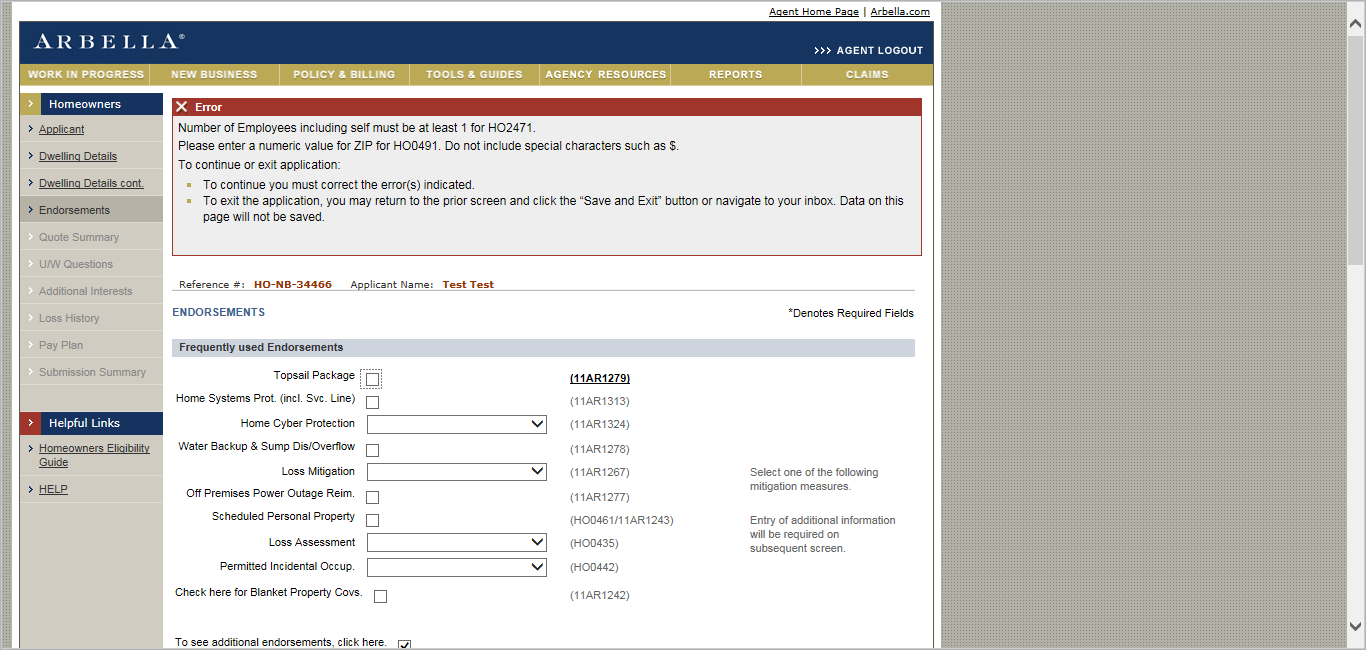 Agent Home Page | Arbella.com
ARBELLA®
>>> AGENT LOGOUT
WORK IN PROGRESS NEW BUSINESS POLICY & BILLING TOOLS & GUIDES AGENCY RESOURCES REPORTS CLAIMS
Homeowners
Applicant
Dwelling Details
Dwelling Details cont.
Endorsements
Quote Summary
U/W Questions
Additional Interests
Loss History
Pay Plan
Submission Summary
Helpful Links
Homeowners Eligibility
Guide
HELP
Error
Number of Employees including self must be at least 1 for HO2471.
Please enter a numeric value for ZIP for HO0491. Do not include special characters such as $.
To continue or exit application:
To continue you must correct the error(s) indicated.
To exit the application, you may return to the prior screen and click the “Save and Exit” button or navigate to your inbox. Data on this
page will not be saved.
Reference #: HO-NB-34466 Applicant Name: Test Test
ENDORSEMENTS *Denotes Required Fields
Frequently used Endorsements
Topsail Package (11AR1279)
Home Systems Prot. (incl. Svc. Line) (11AR1313)
Home Cyber Protection (11AR1324)
Water Backup & Sump Dis/Overflow (11AR1278)
Loss Mitigation (11AR1267) Select one of the following
mitigation measures.
Off Premises Power Outage Reim. (11AR1277)
Scheduled Personal Property (HO0461/11AR1243) Entry of additional information
will be required on
subsequent screen.
Loss Assessment (HO0435)
Permitted Incidental Occup. (HO0442)
Check here for Blanket Property Covs. (11AR1242)
To see additional endorsements, click here.